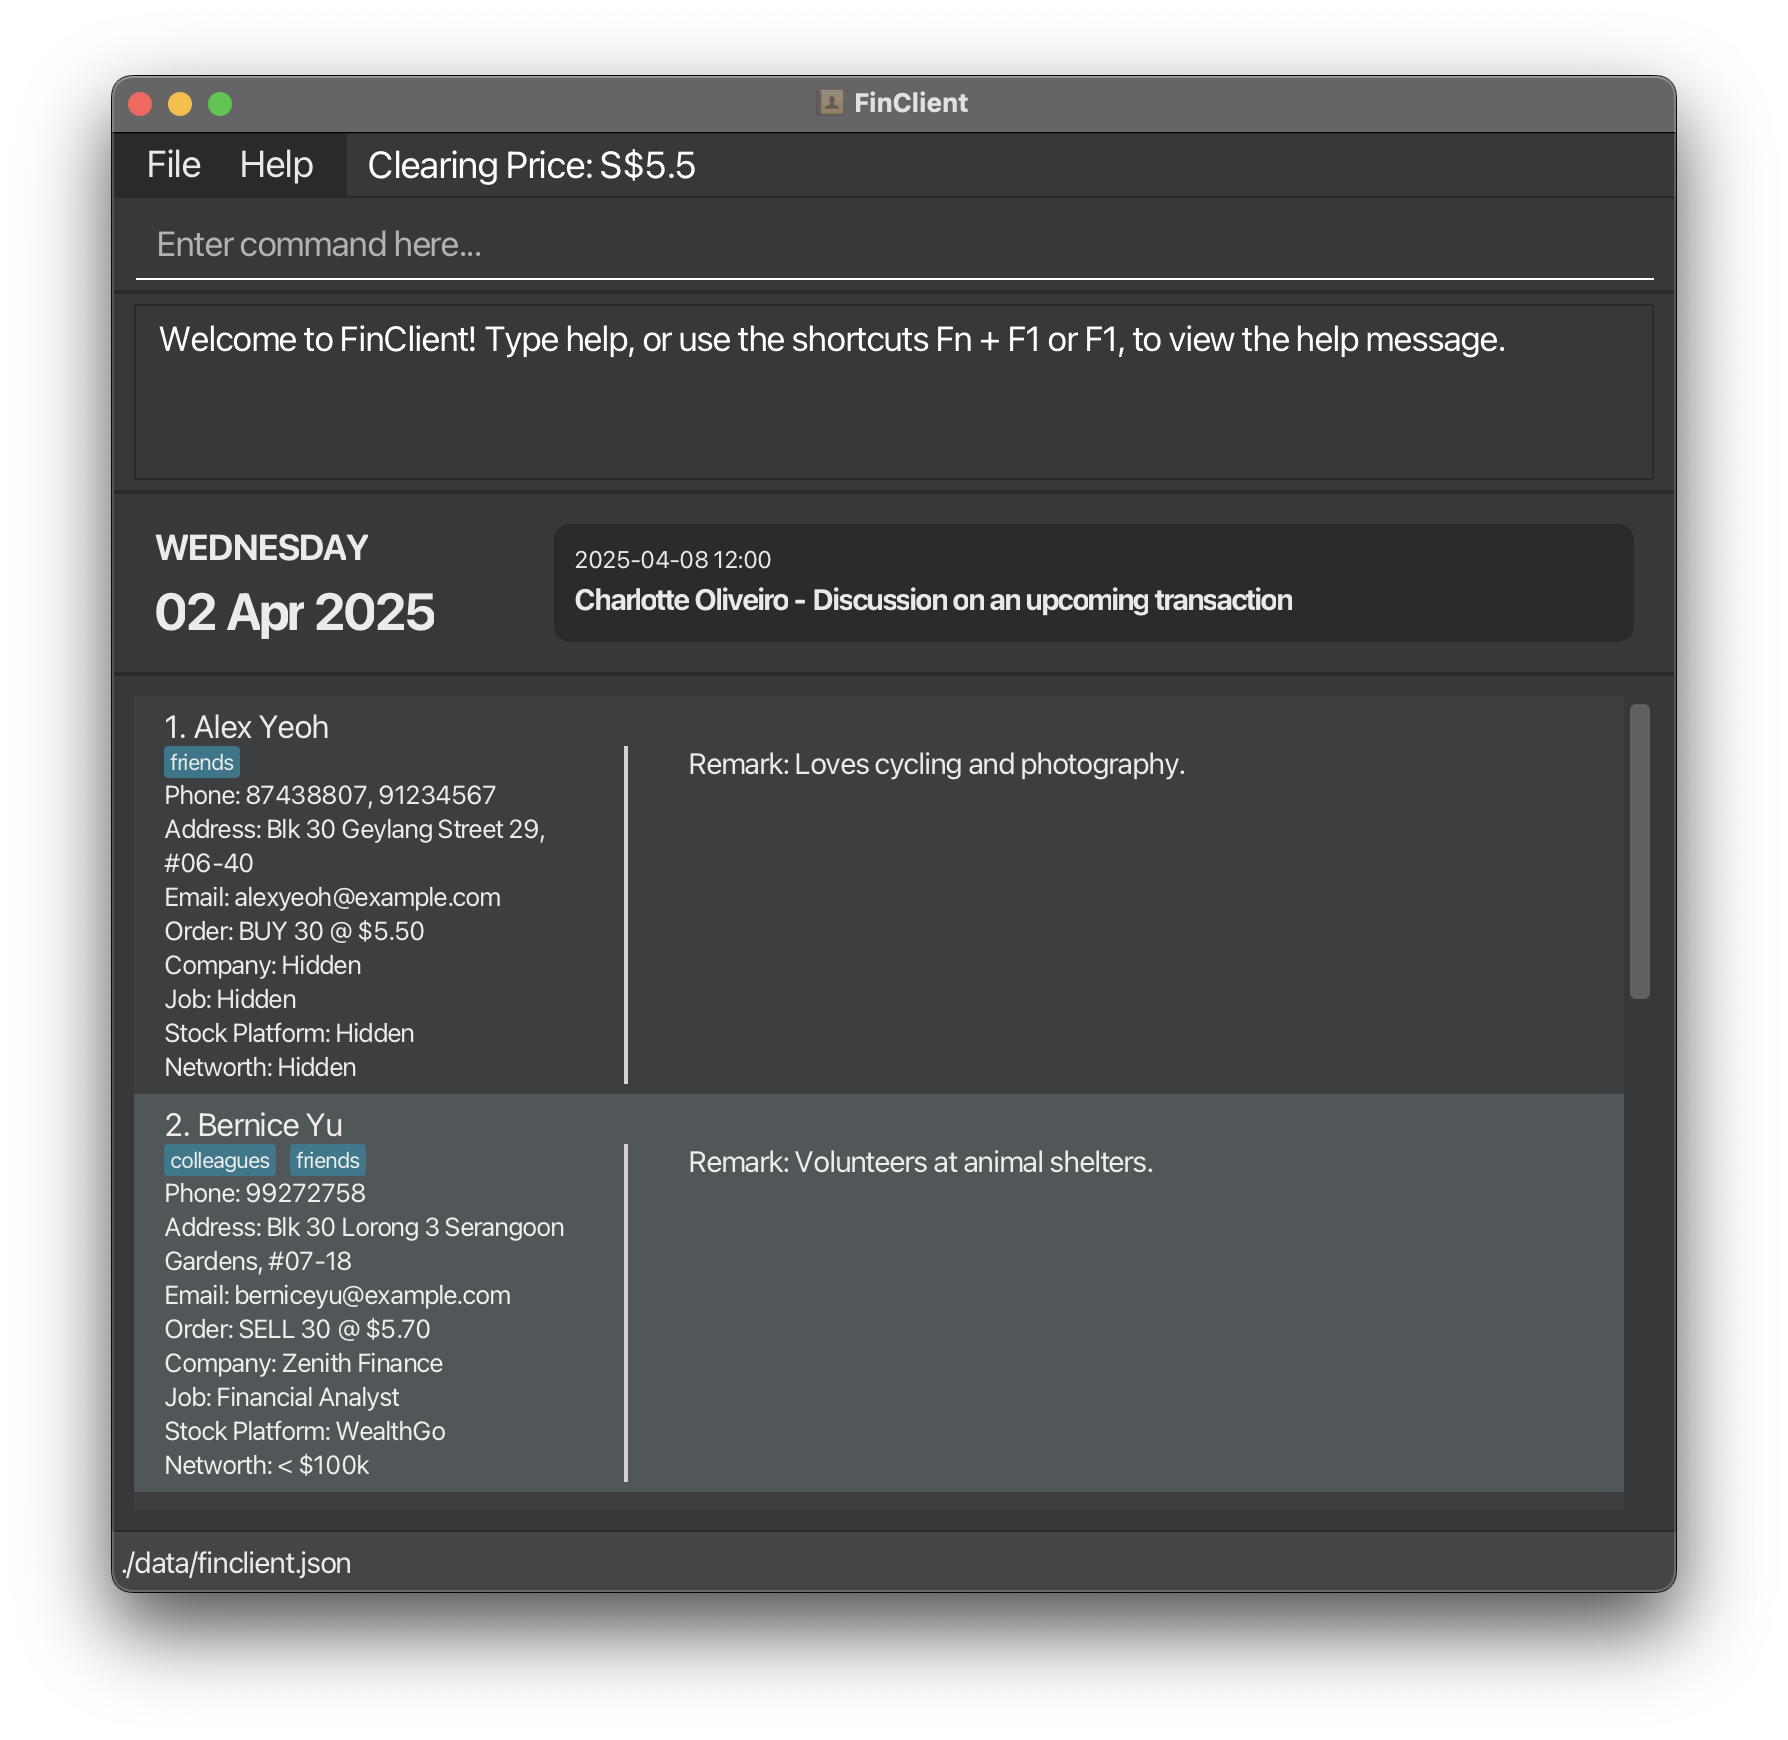 FinClient
File Help Clearing Price: S$5.5
Enter command here...
Welcome to FinClient! Type help, or use the shortcuts Fn + F1 or F1, to view the help message.
WEDNESDAY
02 Apr 2025
2025-04-08 12:00
Charlotte Oliveiro - Discussion on an upcoming transaction
1. Alex Yeoh
friends
Phone: 87438807, 91234567
Address: Blk 30 Geylang Street 29,
#06-40
Email: alexyeoh@example.com
Order: BUY 30 @ $5.50
Company: Hidden
Job: Hidden
Stock Platform: Hidden
Networth: Hidden
Remark: Loves cycling and photography.
2. Bernice Yu
colleagues friends
Phone: 99272758
Address: Blk 30 Lorong 3 Serangoon
Gardens, #07-18
Email: berniceyu@example.com
Order: SELL 30 @ $5.70
Company: Zenith Finance
Job: Financial Analyst
Stock Platform: WealthGo
Networth: < $100k
Remark: Volunteers at animal shelters.
./data/finclient.json